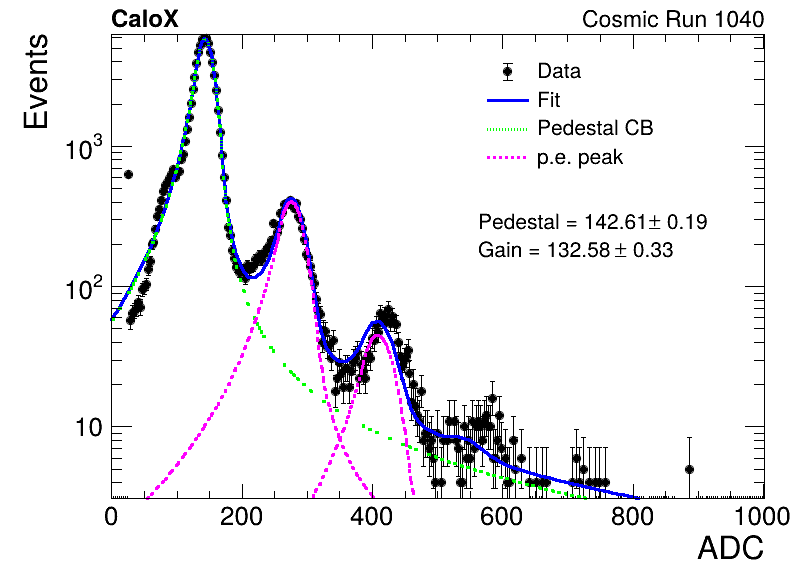 CaloX Cosmic Run 1040
Events
Data
Fit
Pedestal CB
p.e. peak
Pedestal = 142.61± 0.19
Gain = 132.58 ± 0.33
10³
10²
10
0 200 400 600 800 1000
ADC